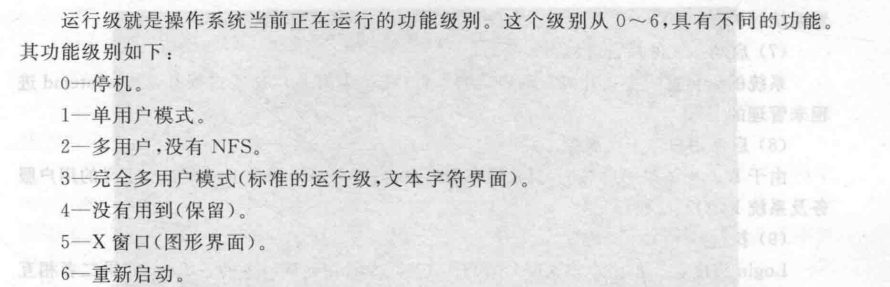 运行级就是操作系统当前正在运行的功能级别。这个级别从 0～6,具有不同的功能。
其功能级别如下：
0—停机。
1—单用户模式。
2—多用户,没有 NFS。
3—完全多用户模式(标准的运行级,文本字符界面)。
4—没有用到(保留)。
5—X 窗口(图形界面)。
6—重新启动。